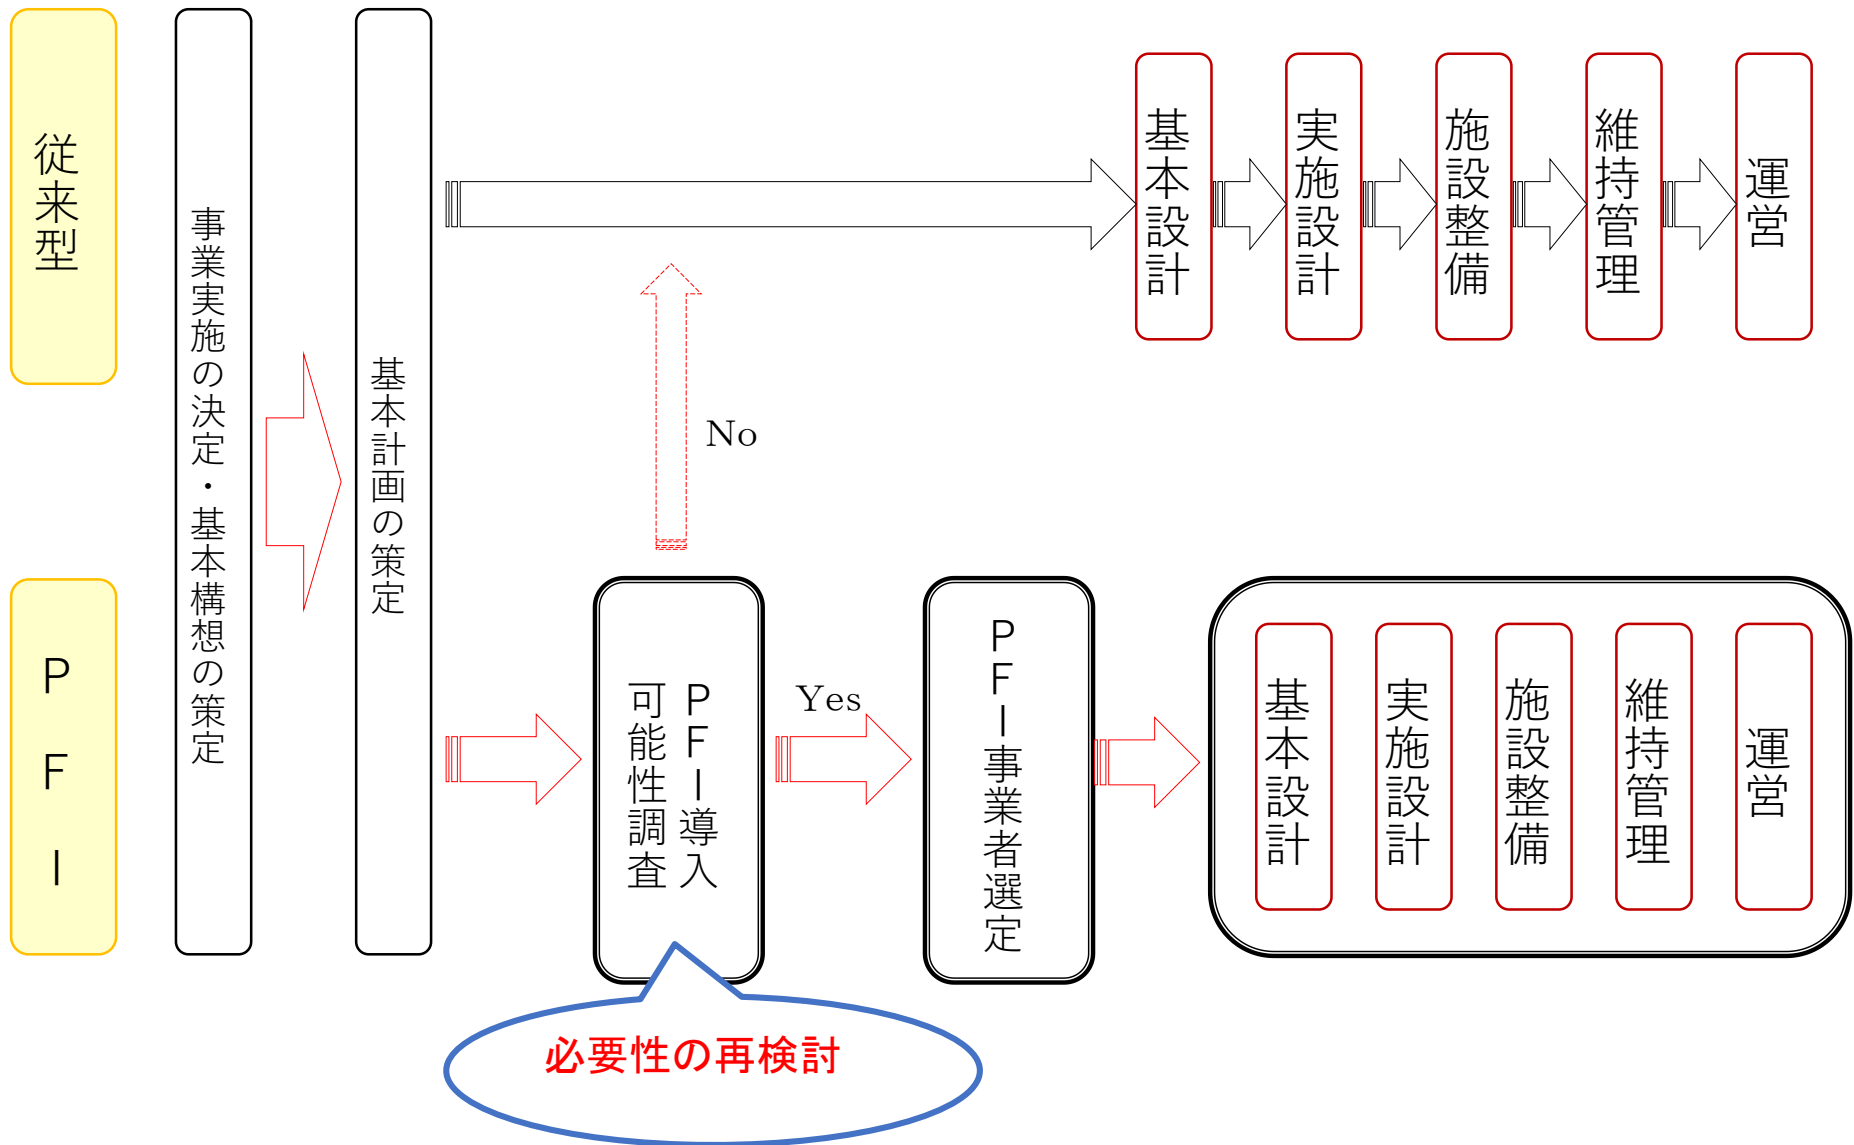 従来型
PFI
事業実施の決定・基本構想の策定
基本計画の策定
基本設計
実施設計
施設整備
維持管理
運営
No
PFI導入
可能性調査
Yes
PFI事業者選定
基本設計
実施設計
施設整備
維持管理
運営
必要性の再検討